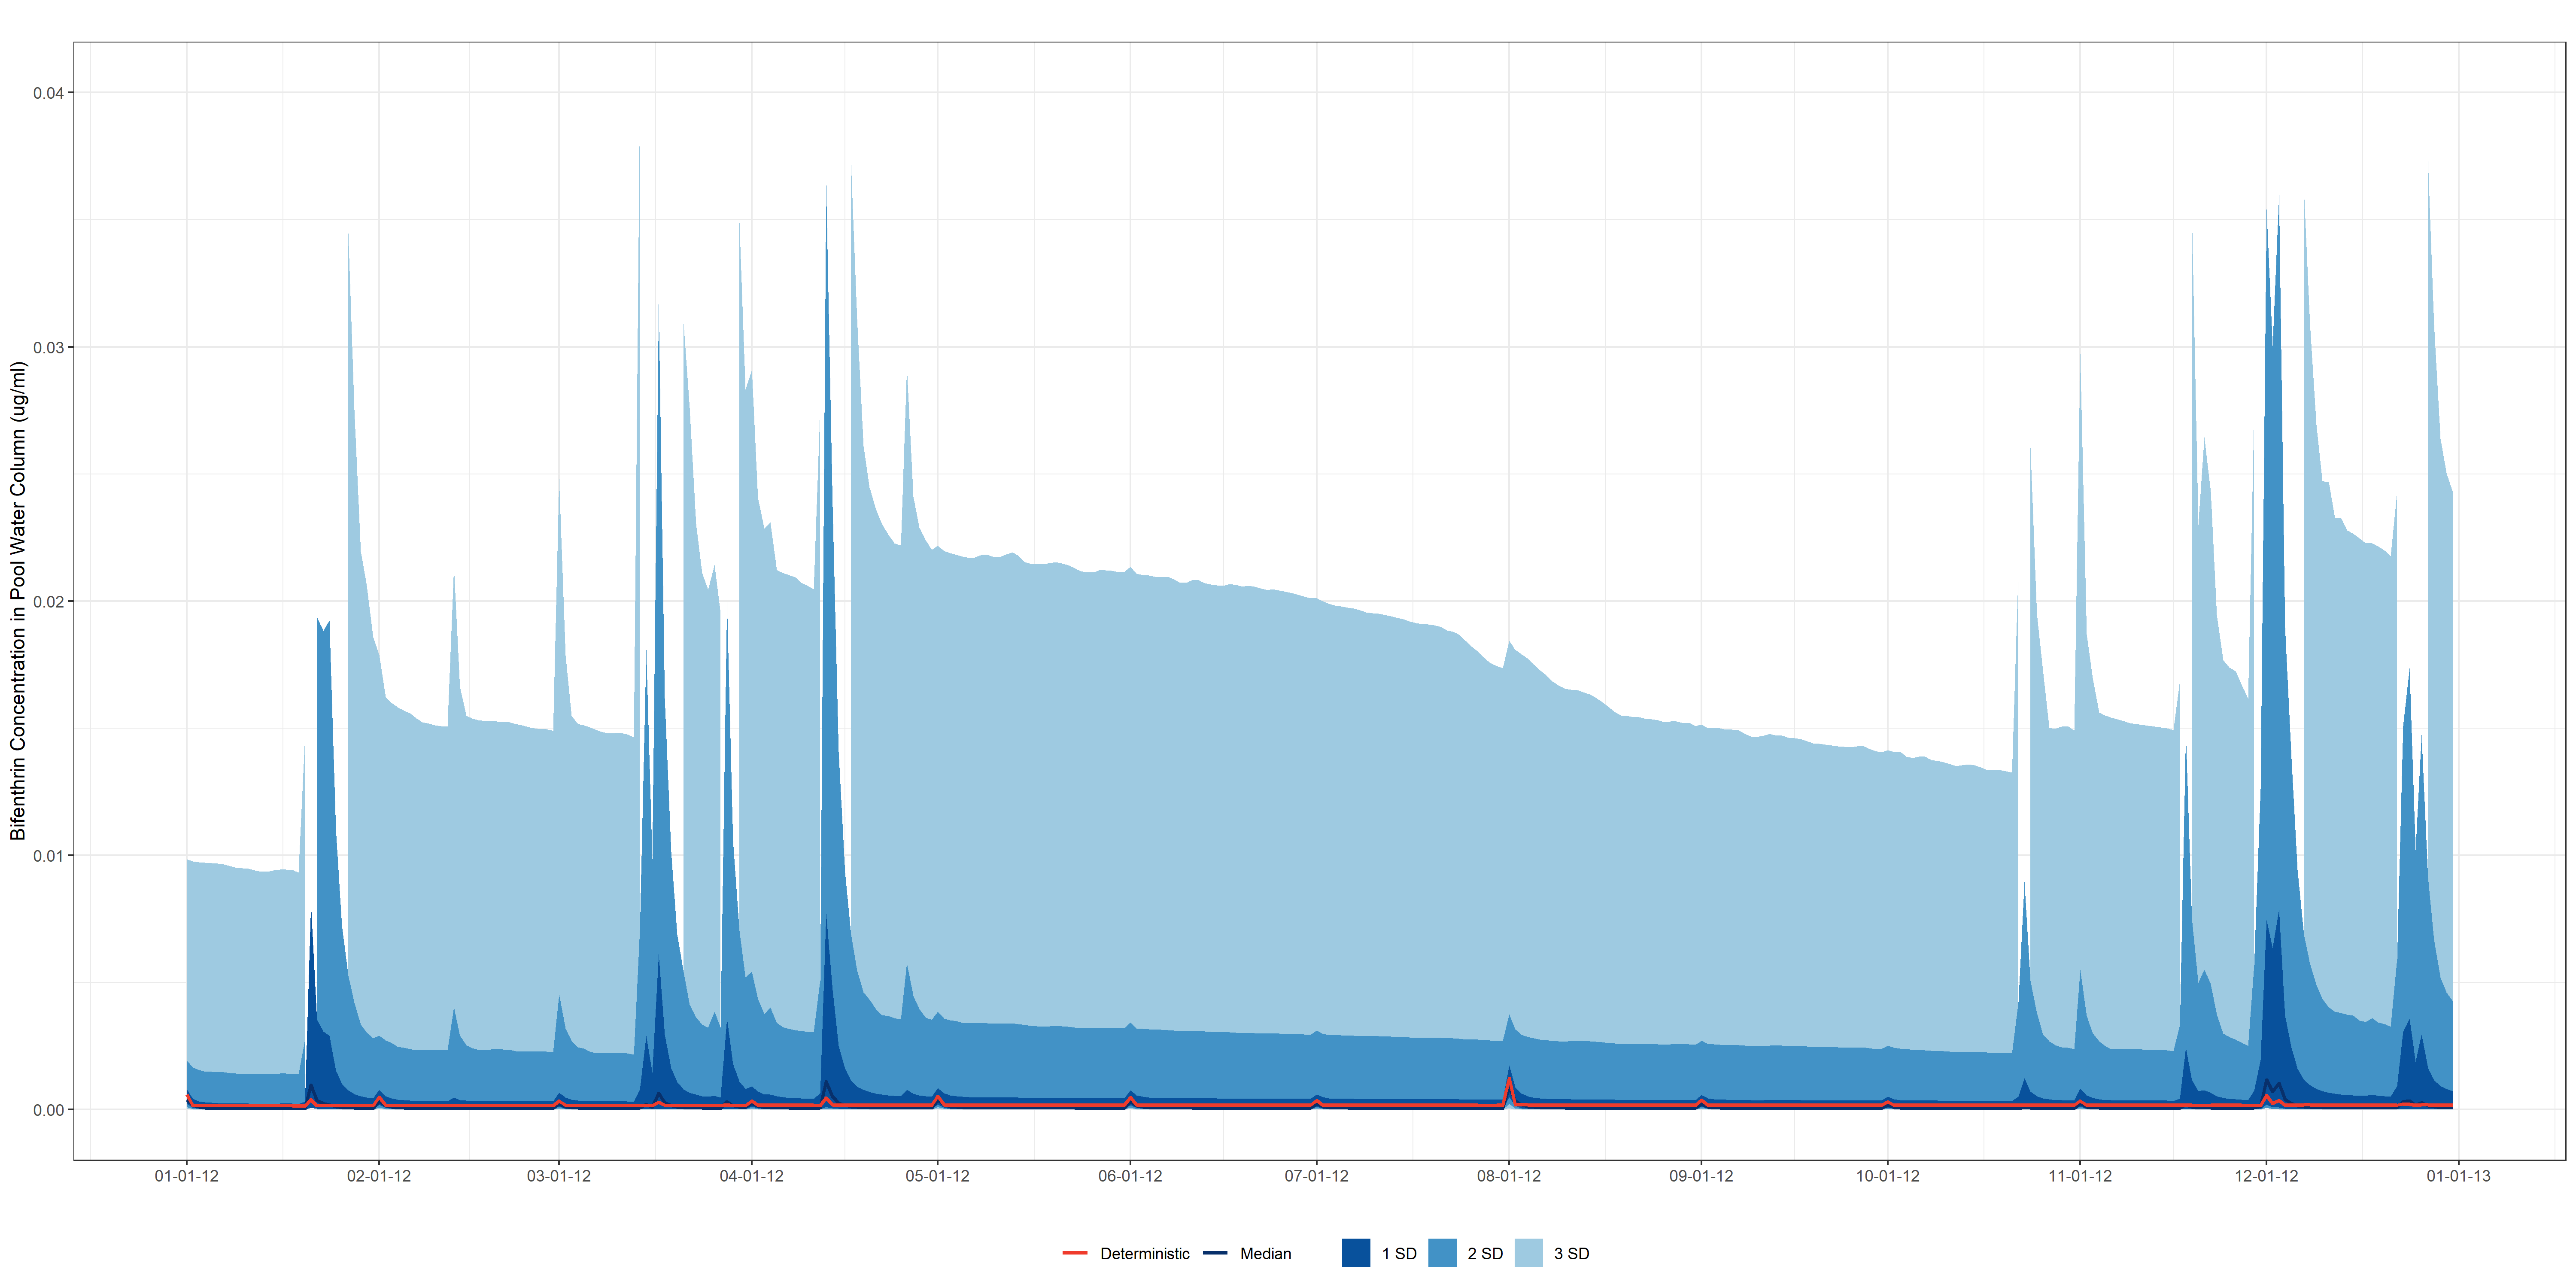 Bifenthrin Concentration in Pool Water Column (ug/ml)
0.04
0.03
0.02
0.01
0.00
01-01-12 02-01-12 03-01-12 04-01-12 05-01-12 06-01-12 07-01-12 08-01-12 09-01-12 10-01-12 11-01-12 12-01-12 01-01-13
Deterministic Median 1 SD 2 SD 3 SD